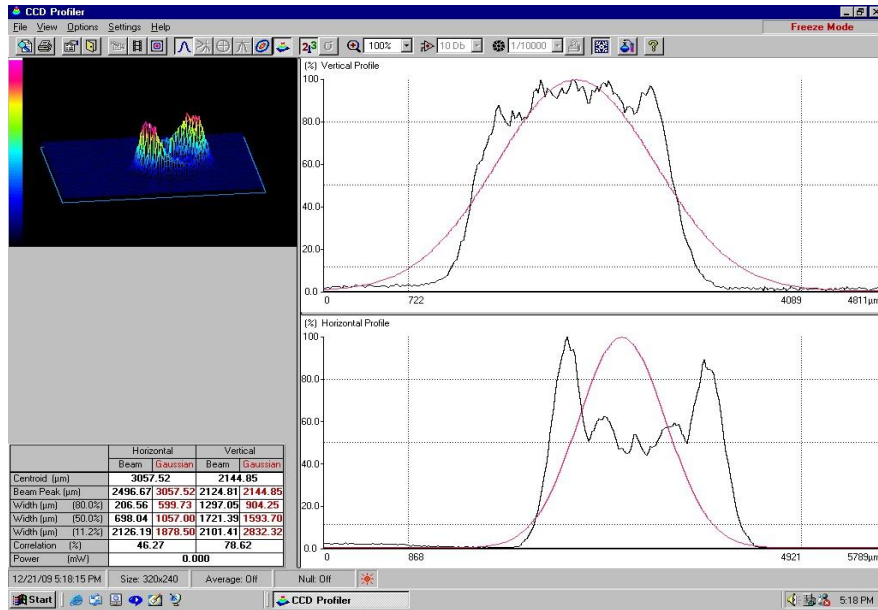 CCD Profiler
File View Options Settings Help
Freeze Mode
2 1 3 σ 100% 10 Db 1/10000
(%) Vertical Profile
100
80.0
60.0
40.0
20.0
0.0
0 722 4089 4811µm
(%) Horizontal Profile
100
80.0
60.0
40.0
20.0
0.0
0 868 4921 5789µm
Horizontal Vertical
Beam Gaussian Beam Gaussian
Centroid (µm) 3057.52 2144.85
Beam Peak (µm) 2496.67 3057.52 2124.81 2144.85
Width (µm) (80.0%) 206.56 599.73 1297.05 904.25
Width (µm) (50.0%) 698.04 1057.00 1721.39 1593.70
Width (µm) (11.2%) 2126.19 1878.50 2101.41 2832.32
Correlation (%) 46.27 78.62
Power (mW) 0.000
12/21/09 5:18:15 PM Size: 320x240 Average: Off Null: Off
Start CCD Profiler 5:18 PM